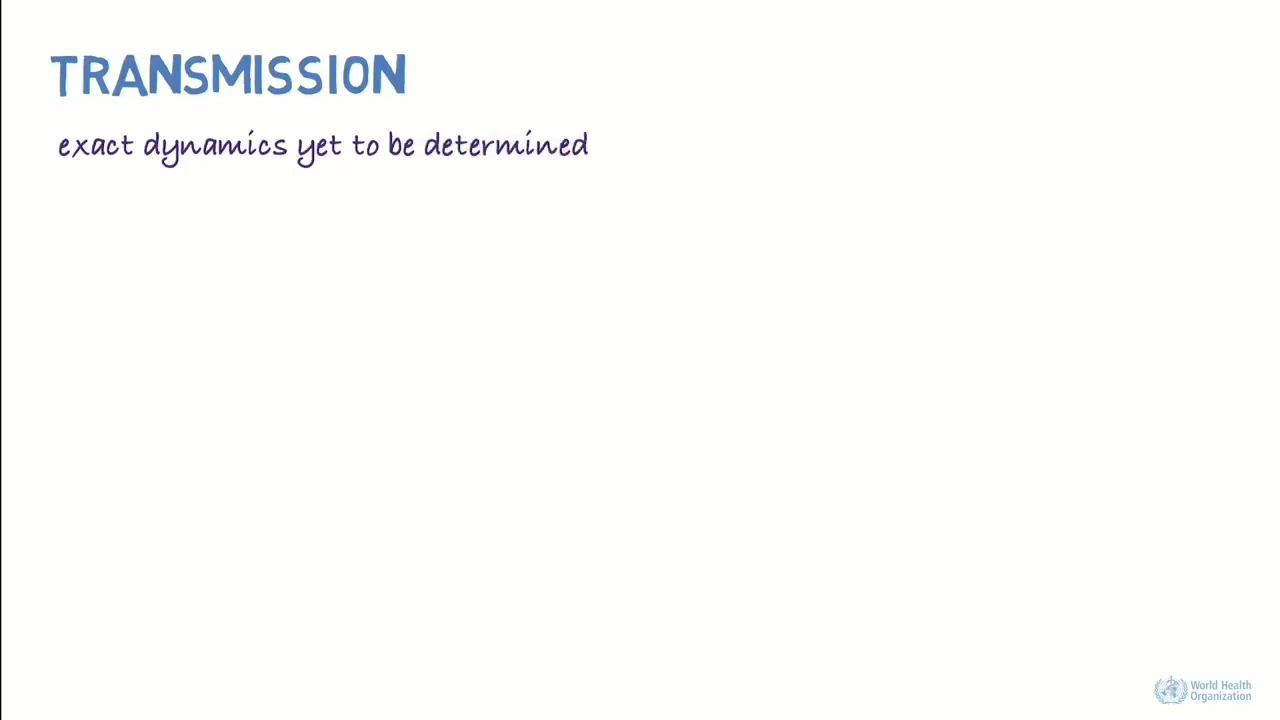 TRANSMISSION
exact dynamics yet to be determined
World Health
Organization